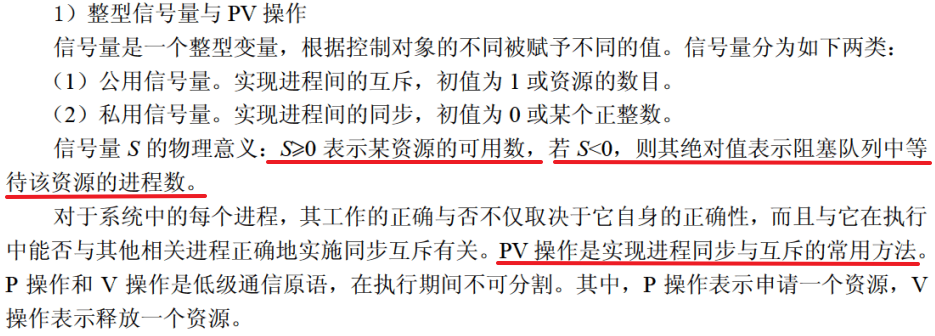 1）整型信号量与 PV 操作
信号量是一个整型变量，根据控制对象的不同被赋予不同的值。信号量分为如下两类：
（1）公用信号量。实现进程间的互斥，初值为 1 或资源的数目。
（2）私用信号量。实现进程间的同步，初值为 0 或某个正整数。
信号量 S 的物理意义：S⩾0 表示某资源的可用数，若 S<0，则其绝对值表示阻塞队列中等
待该资源的进程数。
对于系统中的每个进程，其工作的正确与否不仅取决于它自身的正确性，而且与它在执行
中能否与其他相关进程正确地实施同步互斥有关。PV 操作是实现进程同步与互斥的常用方法。
P 操作和 V 操作是低级通信原语，在执行期间不可分割。其中，P 操作表示申请一个资源，V
操作表示释放一个资源。